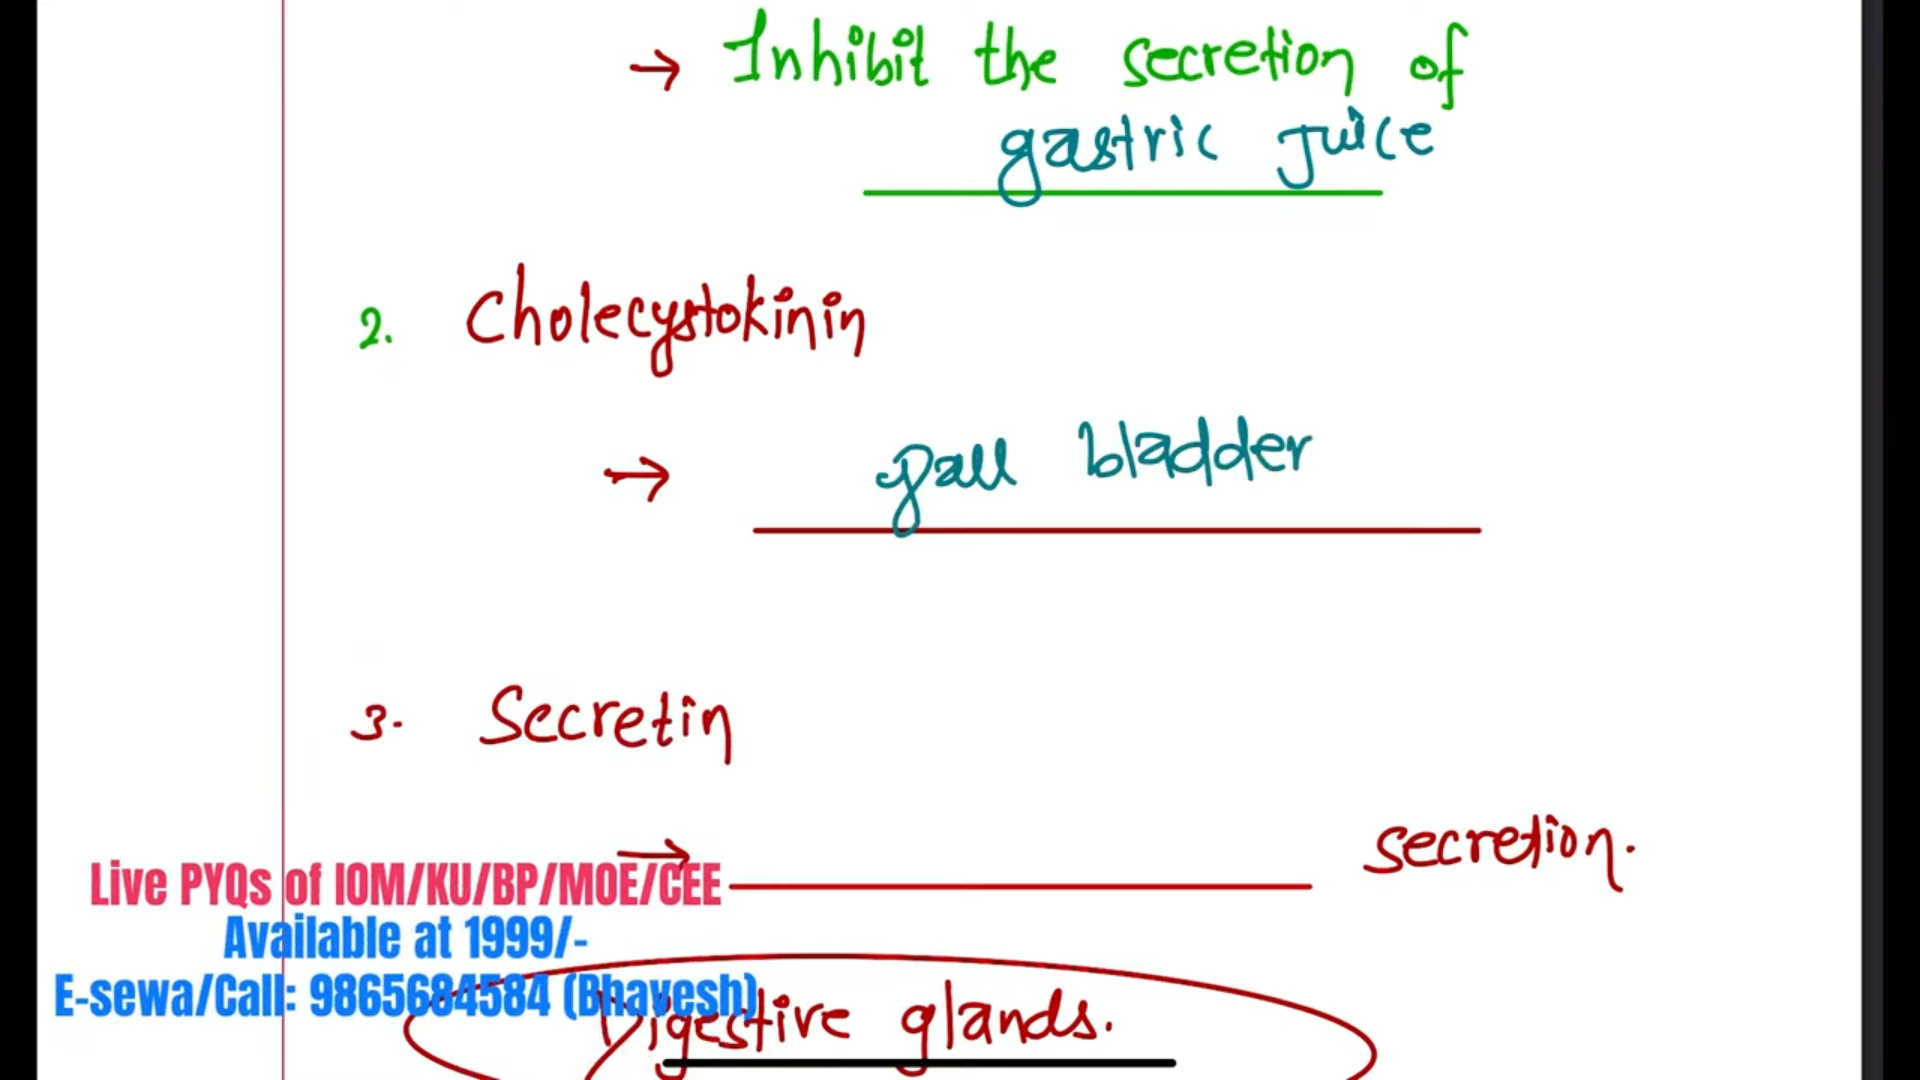 → Inhibit the secretion of
gastric juice
2. Cholecystokinin
→ gall bladder
3. Secretin
→ secretion.
Live PYQs of IOM/KU/BP/MOE/CEE
Available at 1999/-
E-sewa/Call: 9865684584 (Bhavesh)
Digestive glands.